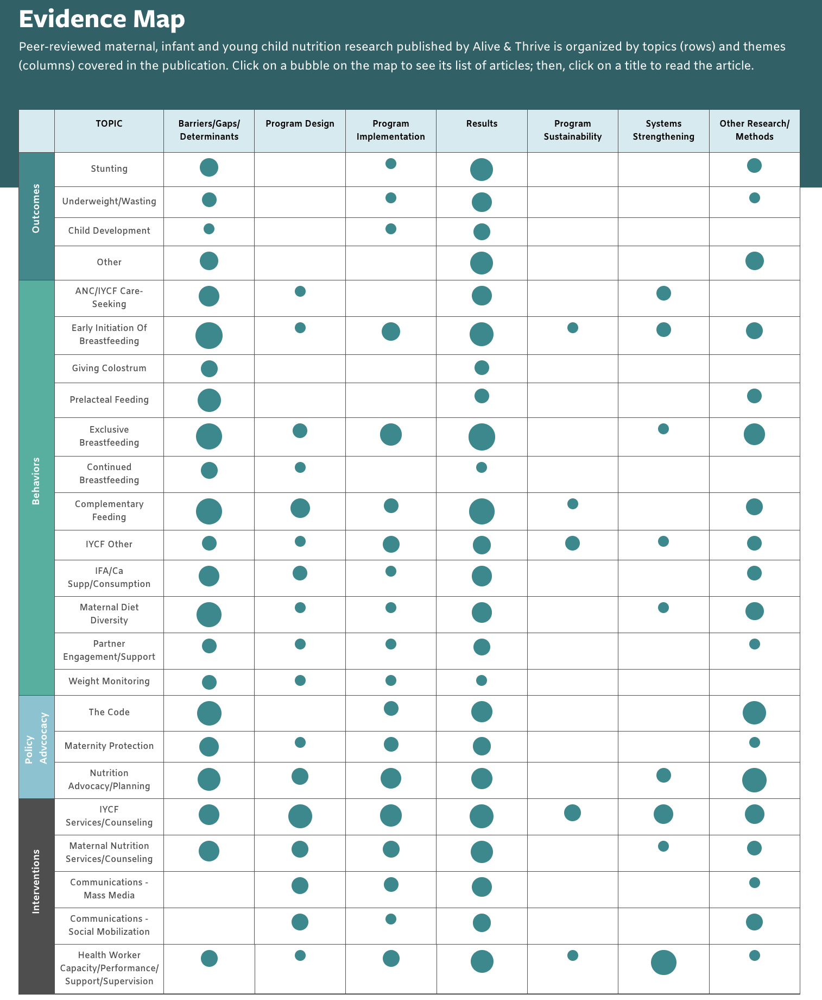 Evidence Map
Peer-reviewed maternal, infant and young child nutrition research published by Alive & Thrive is organized by topics (rows) and themes
(columns) covered in the publication. Click on a bubble on the map to see its list of articles; then, click on a title to read the article.
TOPIC
Barriers/Gaps/
Determinants
Program Design
Program
Implementation
Results
Program
Sustainability
Systems
Strengthening
Other Research/
Methods
Outcomes
Stunting
Underweight/Wasting
Child Development
Other
Behaviors
ANC/IYCF Care-
Seeking
Early Initiation Of
Breastfeeding
Giving Colostrum
Prelacteal Feeding
Exclusive
Breastfeeding
Continued
Breastfeeding
Complementary
Feeding
IYCF Other
IFA/Ca
Supp/Consumption
Maternal Diet
Diversity
Partner
Engagement/Support
Weight Monitoring
Policy
Advcocacy
The Code
Maternity Protection
Nutrition
Advocacy/Planning
Interventions
IYCF
Services/Counseling
Maternal Nutrition
Services/Counseling
Communications -
Mass Media
Communications -
Social Mobilization
Health Worker
Capacity/Performance/
Support/Supervision